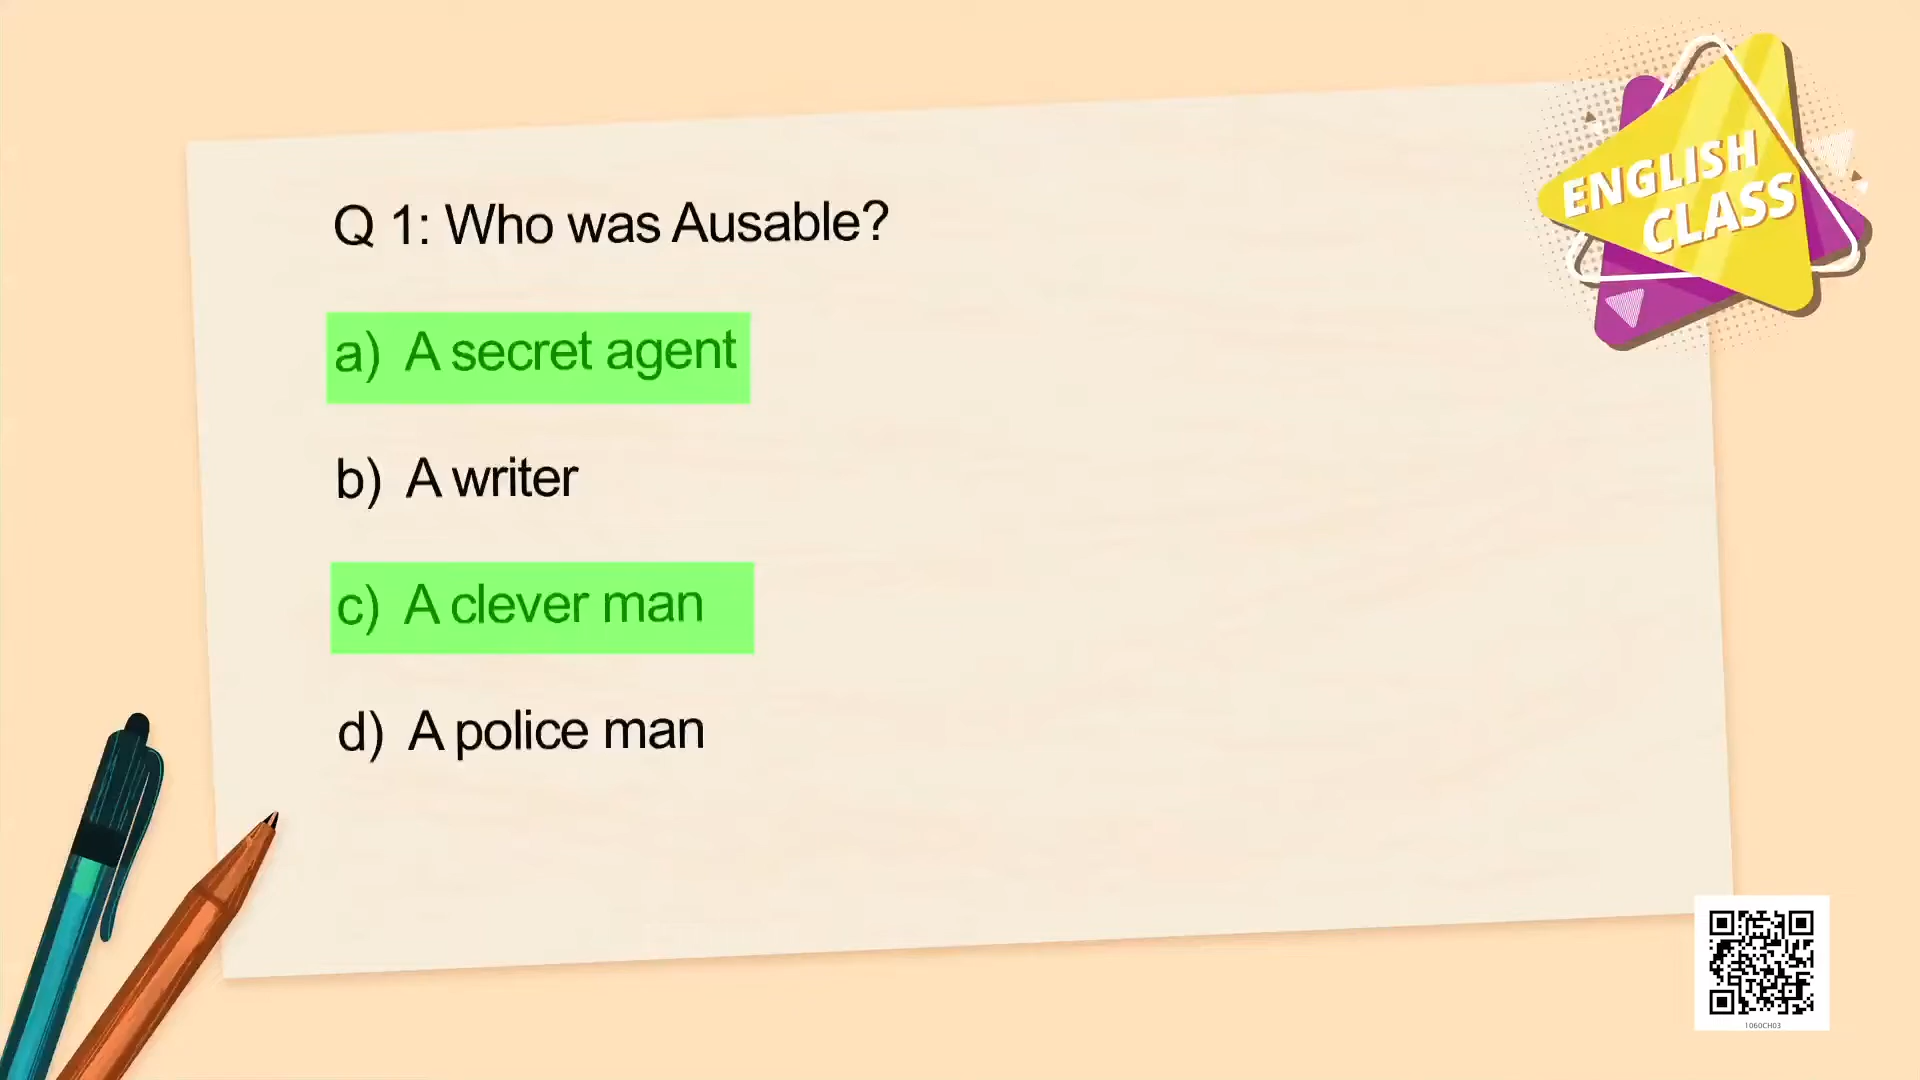 ENGLISH
CLASS
Q 1: Who was Ausable?
a) A secret agent
b) A writer
c) A clever man
d) A police man
1060CH03